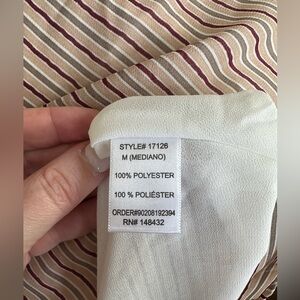 STYLE# 17126
M (MEDIANO)
100% POLYESTER
100 % POLIÉSTER
ORDER#90208192394
RN# 148432